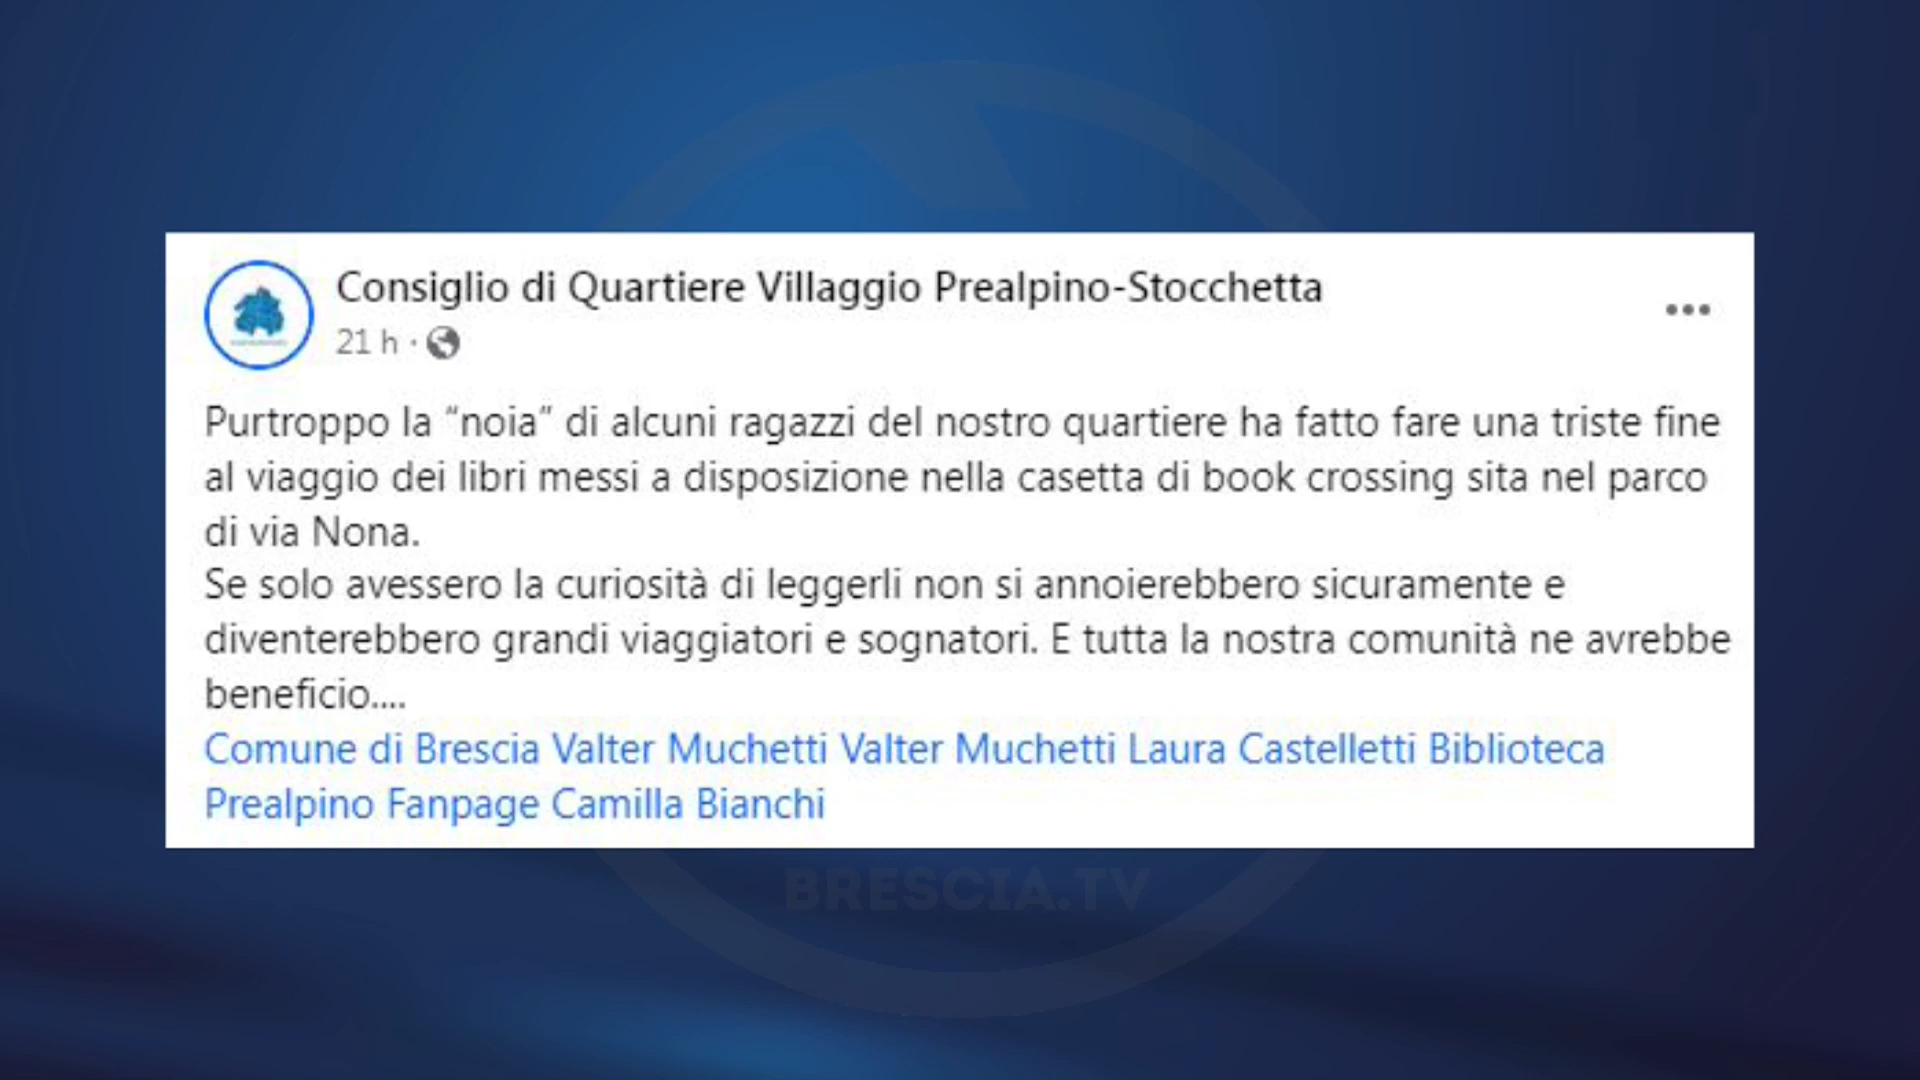 Consiglio di Quartiere Villaggio Prealpino-Stocchetta
21 h ·
Purtroppo la “noia” di alcuni ragazzi del nostro quartiere ha fatto fare una triste fine
al viaggio dei libri messi a disposizione nella casetta di book crossing sita nel parco
di via Nona.
Se solo avessero la curiosità di leggerli non si annoierebbero sicuramente e
diventerebbero grandi viaggiatori e sognatori. E tutta la nostra comunità ne avrebbe
beneficio....
Comune di Brescia Valter Muchetti Valter Muchetti Laura Castelletti Biblioteca
Prealpino Fanpage Camilla Bianchi
BRESCIA.TV